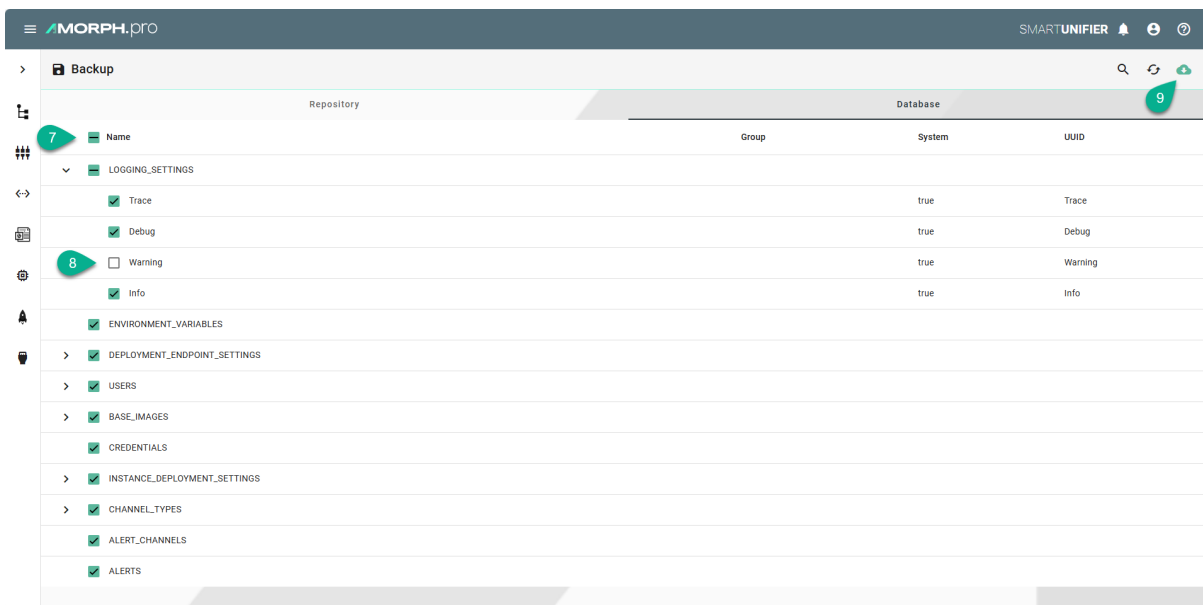 AMORPH.pro
SMARTUNIFIER
Backup
Repository
Database
9
7
Name
Group
System
UUID
LOGGING_SETTINGS
Trace
true
Trace
Debug
true
Debug
8
Warning
true
Warning
Info
true
Info
ENVIRONMENT_VARIABLES
DEPLOYMENT_ENDPOINT_SETTINGS
USERS
BASE_IMAGES
CREDENTIALS
INSTANCE_DEPLOYMENT_SETTINGS
CHANNEL_TYPES
ALERT_CHANNELS
ALERTS